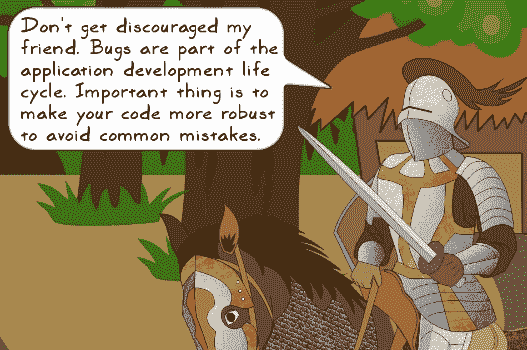 Don't get discouraged my
friend. Bugs are part of the
application development life
cycle. Important thing is to
make your code more robust
to avoid common mistakes.